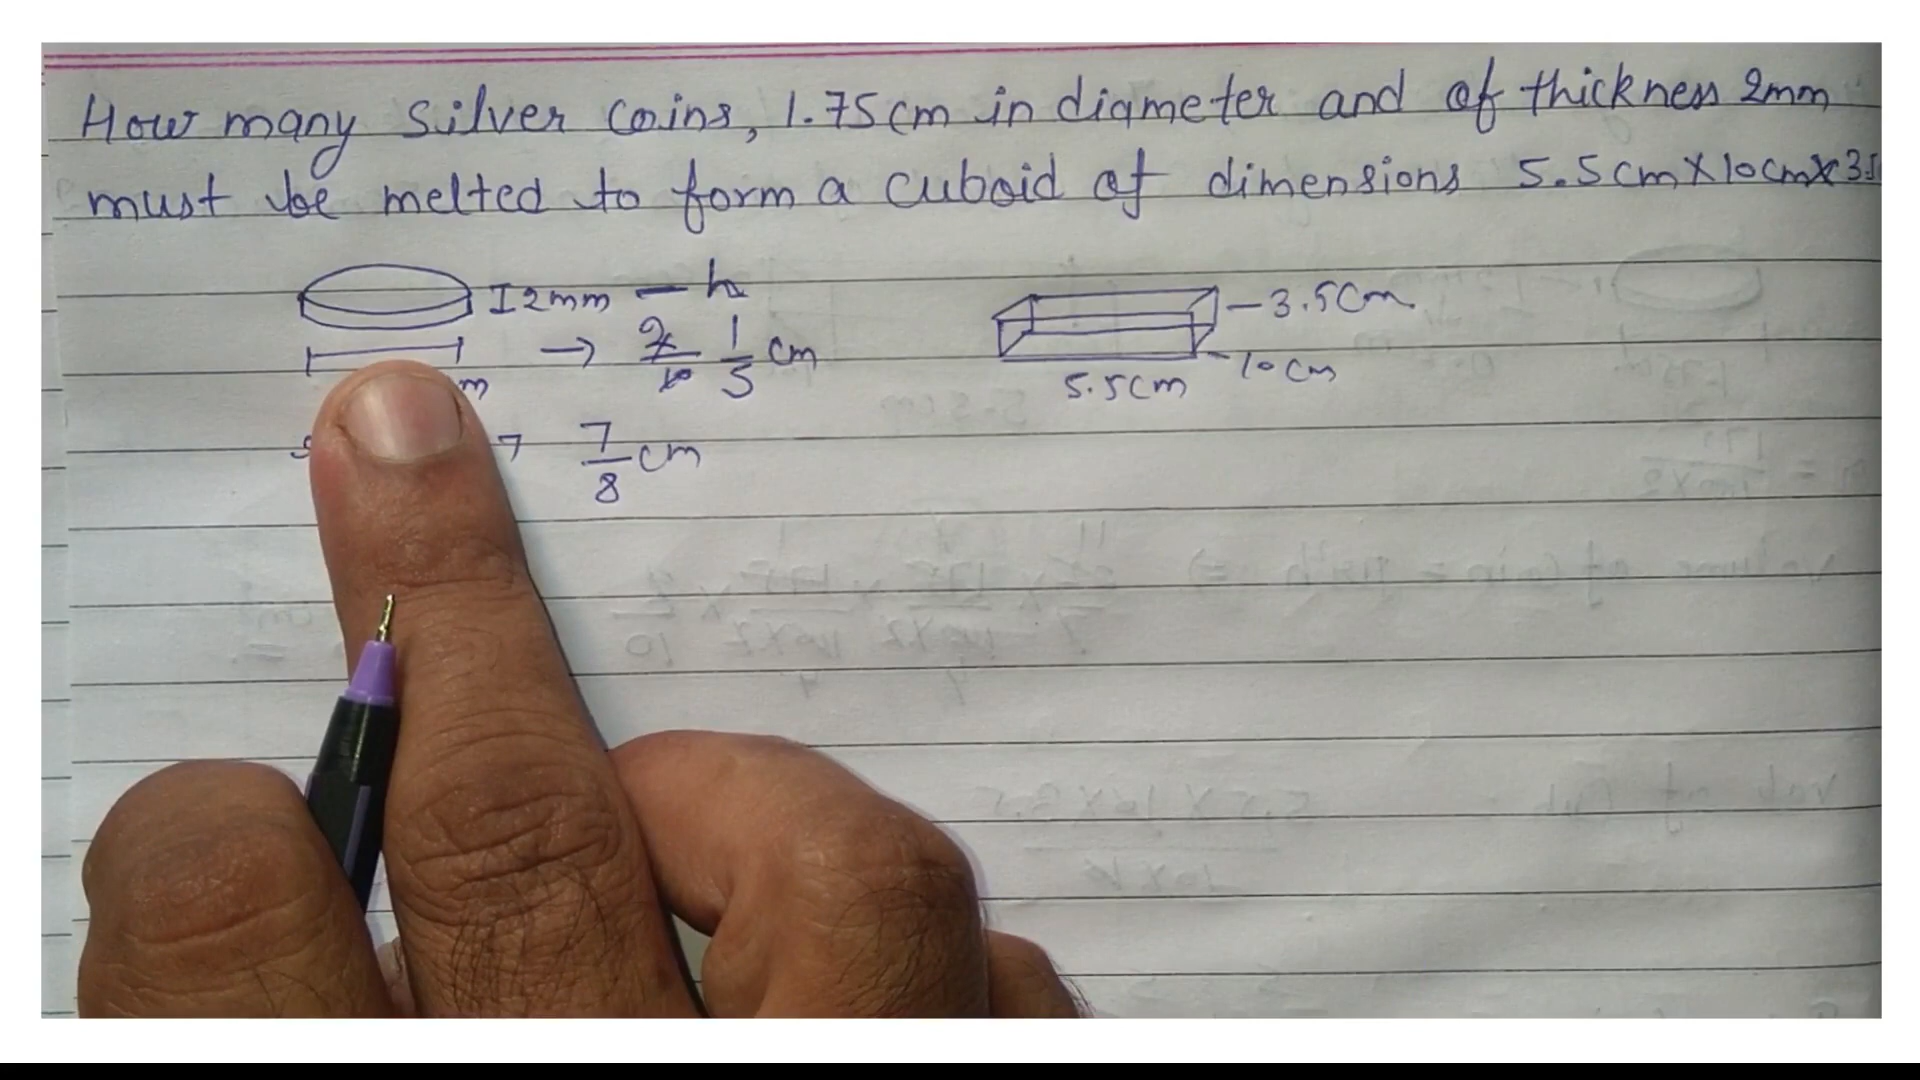 How many silver coins, 1.75cm in diameter and of thickness 2mm
must be melted to form a cuboid of dimensions 5.5cm×10cm×3.5
I 2mm — h
→ 2/10 1/5 cm
7/8 cm
— 3.5cm
10cm
5.5cm